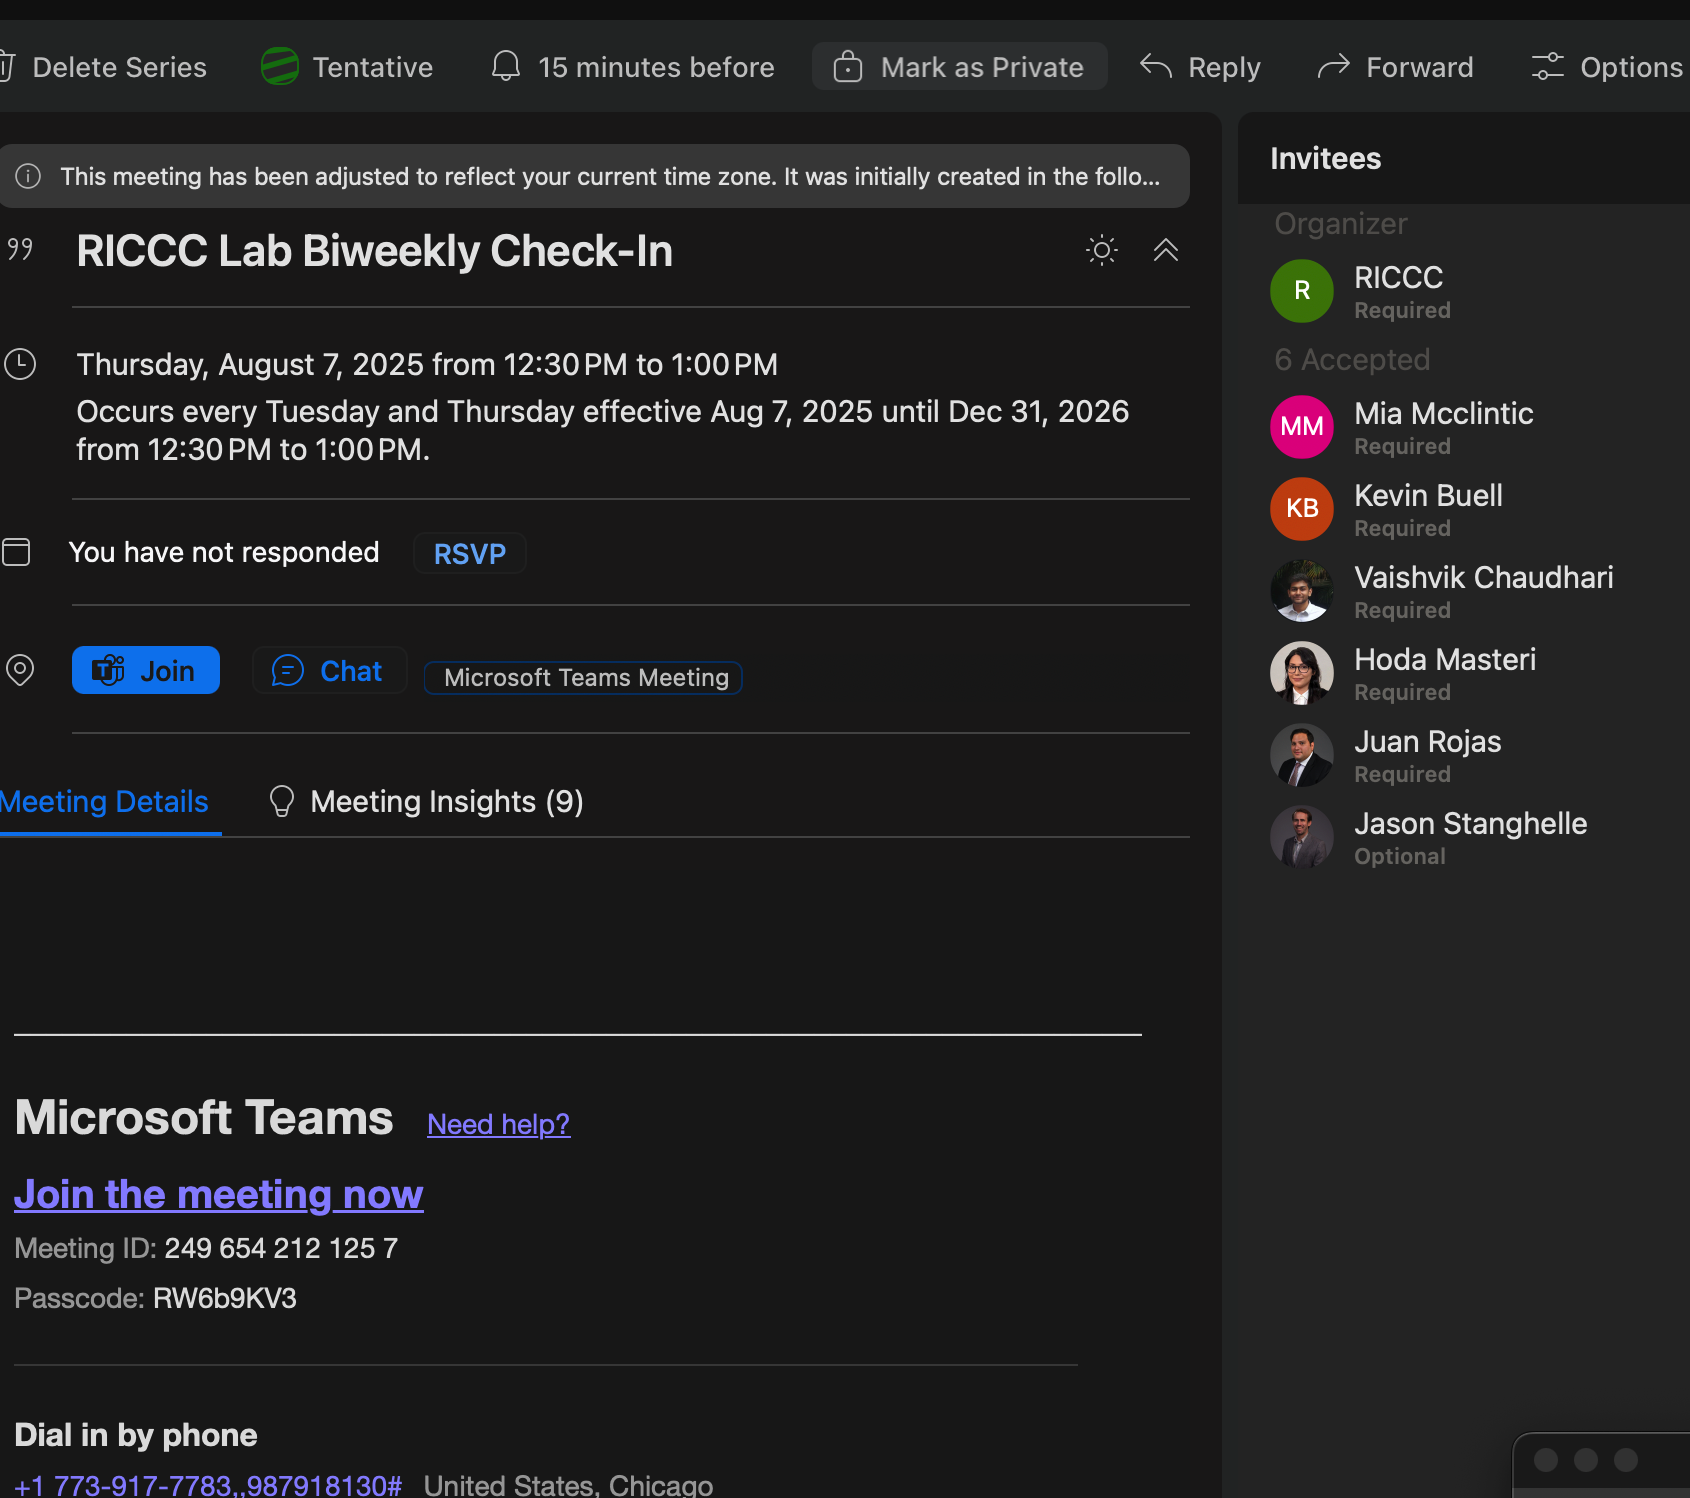 Delete Series
Tentative
15 minutes before
Mark as Private
Reply
Forward
Options
This meeting has been adjusted to reflect your current time zone. It was initially created in the follo...
RICCC Lab Biweekly Check-In
Thursday, August 7, 2025 from 12:30 PM to 1:00 PM
Occurs every Tuesday and Thursday effective Aug 7, 2025 until Dec 31, 2026
from 12:30 PM to 1:00 PM.
You have not responded
RSVP
Join
Chat
Microsoft Teams Meeting
Meeting Details
Meeting Insights (9)
Microsoft Teams
Need help?
Join the meeting now
Meeting ID: 249 654 212 125 7
Passcode: RW6b9KV3
Dial in by phone
+1 773-917-7783,,987918130# United States, Chicago
Invitees
Organizer
R
RICCC
Required
6 Accepted
MM
Mia Mcclintic
Required
KB
Kevin Buell
Required
Vaishvik Chaudhari
Required
Hoda Masteri
Required
Juan Rojas
Required
Jason Stanghelle
Optional